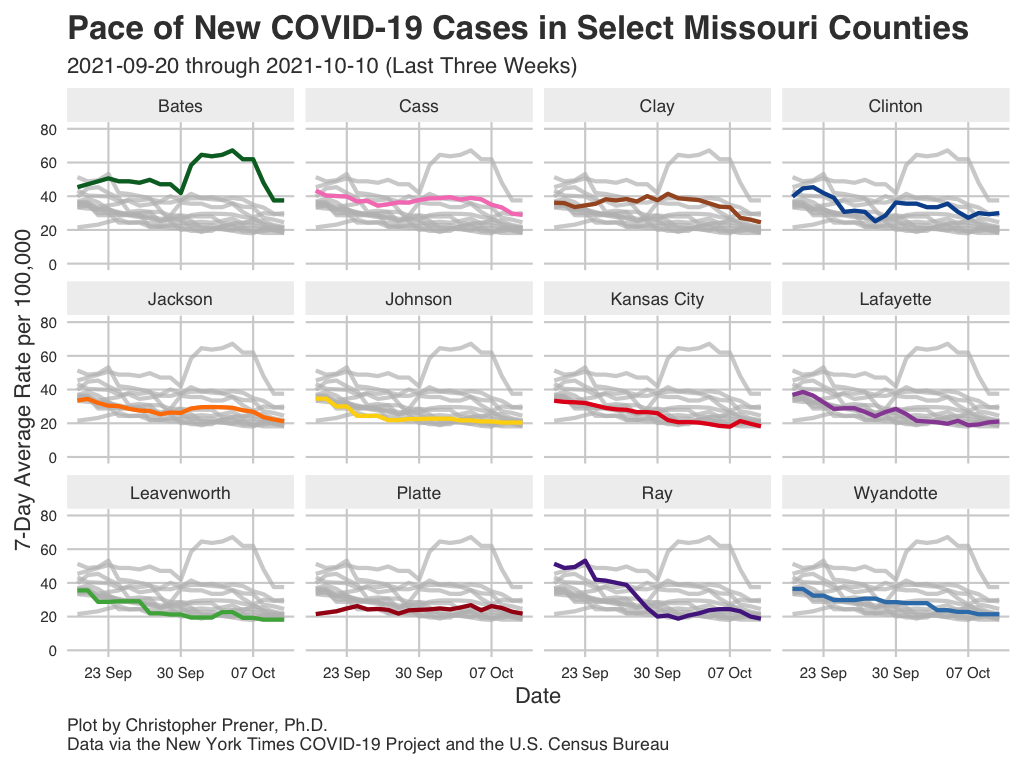 Pace of New COVID-19 Cases in Select Missouri Counties
2021-09-20 through 2021-10-10 (Last Three Weeks)
Bates Cass Clay Clinton
80
60
40
20
0
Jackson Johnson Kansas City Lafayette
80
60
40
20
0
Leavenworth Platte Ray Wyandotte
80
60
40
20
0
7-Day Average Rate per 100,000
23 Sep 30 Sep 07 Oct 23 Sep 30 Sep 07 Oct 23 Sep 30 Sep 07 Oct 23 Sep 30 Sep 07 Oct
Date
Plot by Christopher Prener, Ph.D.
Data via the New York Times COVID-19 Project and the U.S. Census Bureau